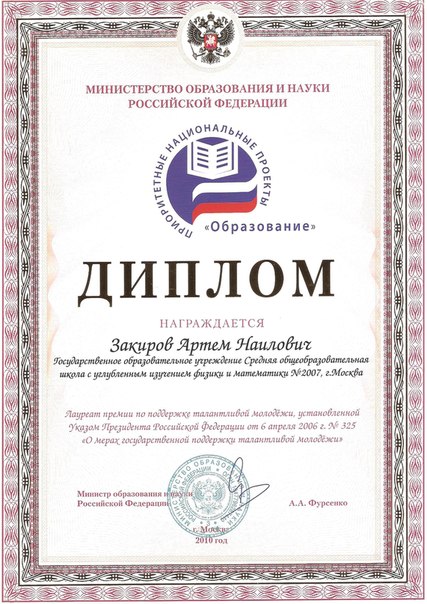 МИНИСТЕРСТВО ОБРАЗОВАНИЯ И НАУКИ
РОССИЙСКОЙ ФЕДЕРАЦИИ
ПРИОРИТЕТНЫЕ НАЦИОНАЛЬНЫЕ ПРОЕКТЫ
«Образование»
ДИПЛОМ
НАГРАЖДАЕТСЯ
Закиров Артем Наилович
Государственное образовательное учреждение Средняя общеобразовательная
школа с углубленным изучением физики и математики №2007, г.Москва
Лауреат премии по поддержке талантливой молодёжи, установленной
Указом Президента Российской Федерации от 6 апреля 2006 г. № 325
«О мерах государственной поддержки талантливой молодёжи»
Министр образования и науки
Российской Федерации
А.А. Фурсенко
г. Москва
2010 год